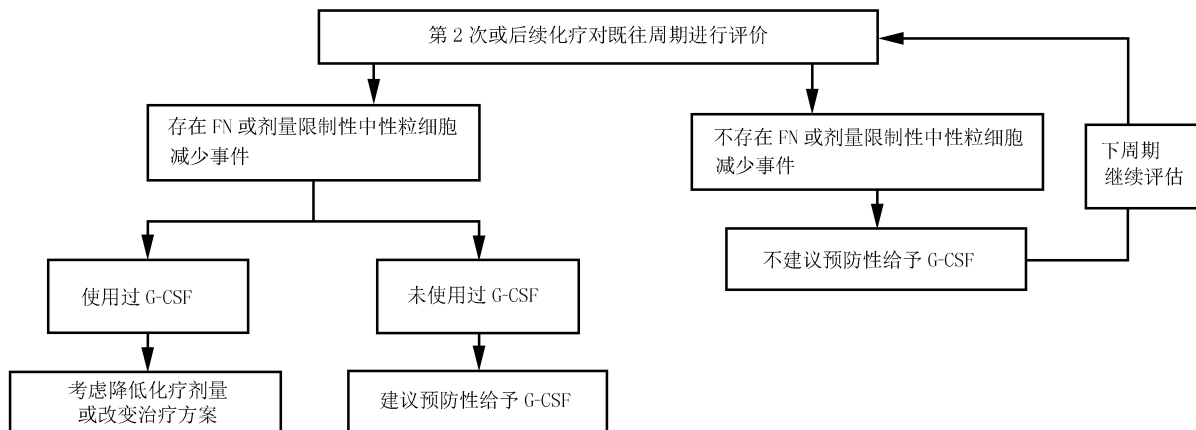 第 2 次或后续化疗对既往周期进行评价
存在 FN 或剂量限制性中性粒细胞
减少事件
不存在 FN 或剂量限制性中性粒细胞
减少事件
下周期
继续评估
不建议预防性给予 G-CSF
使用过 G-CSF
未使用过 G-CSF
考虑降低化疗剂量
或改变治疗方案
建议预防性给予 G-CSF